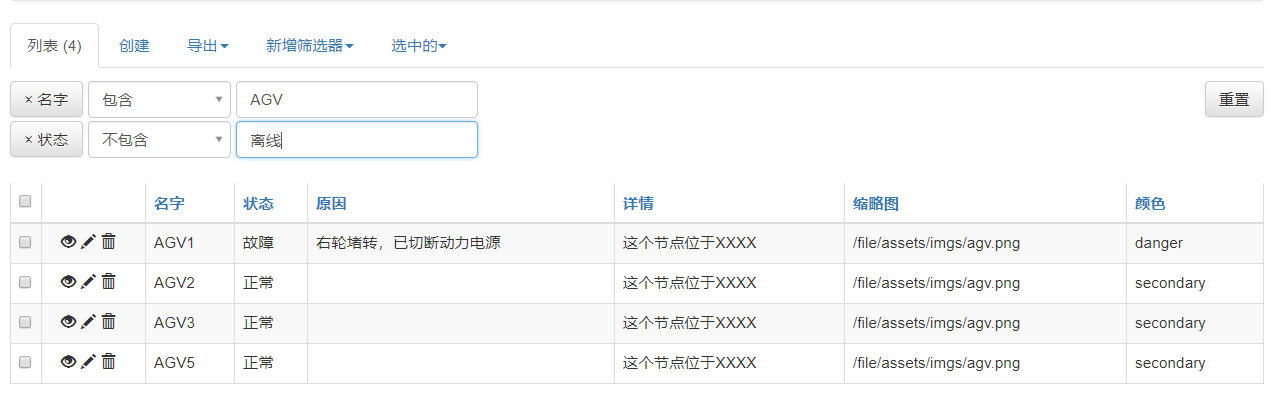 列表 (4) 创建 导出 新增筛选器 选中的
× 名字 包含 AGV 重置
× 状态 不包含 离线
名字 状态 原因 详情 缩略图 颜色
AGV1 故障 右轮堵转，已切断动力电源 这个节点位于XXXX /file/assets/imgs/agv.png danger
AGV2 正常 这个节点位于XXXX /file/assets/imgs/agv.png secondary
AGV3 正常 这个节点位于XXXX /file/assets/imgs/agv.png secondary
AGV5 正常 这个节点位于XXXX /file/assets/imgs/agv.png secondary